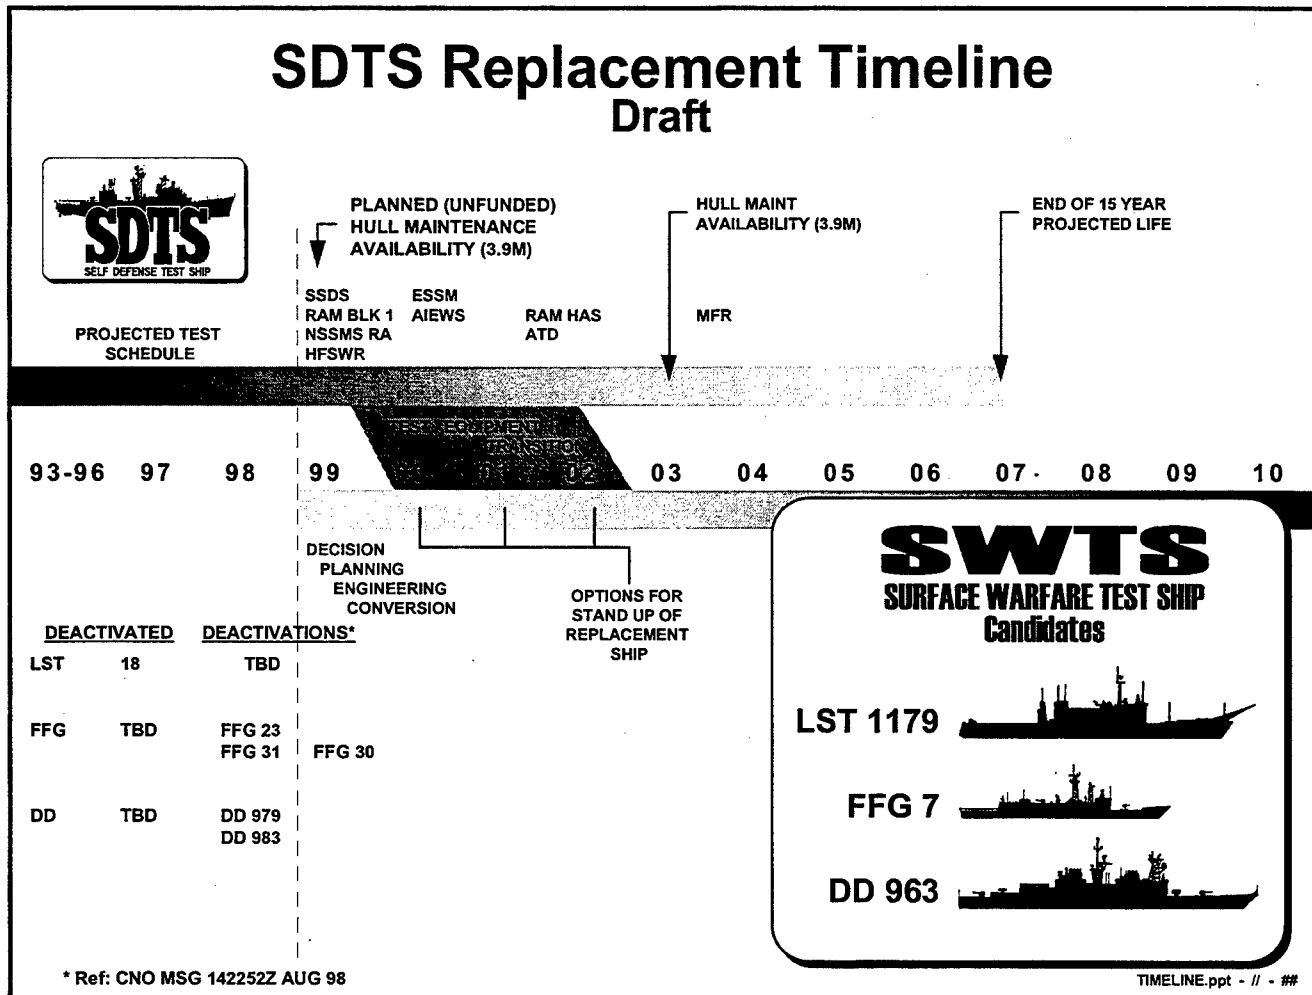 SDTS Replacement Timeline
Draft
SDTS
SELF DEFENSE TEST SHIP
PLANNED (UNFUNDED)
HULL MAINTENANCE
AVAILABILITY (3.9M)
HULL MAINT
AVAILABILITY (3.9M)
END OF 15 YEAR
PROJECTED LIFE
PROJECTED TEST
SCHEDULE
SSDS
RAM BLK 1
NSSMS RA
HFSWR
ESSM
AIEWS
RAM HAS
ATD
MFR
EQUIPMENT
TRANSITION
93-96 97 98 99 01 02 03 04 05 06 07 08 09 10
DECISION
PLANNING
ENGINEERING
CONVERSION
OPTIONS FOR
STAND UP OF
REPLACEMENT
SHIP
DEACTIVATED DEACTIVATIONS*
LST 18 TBD
FFG TBD FFG 23
FFG 31 FFG 30
DD TBD DD 979
DD 983
SWTS
SURFACE WARFARE TEST SHIP
Candidates
LST 1179
FFG 7
DD 963
* Ref: CNO MSG 142252Z AUG 98
TIMELINE.ppt - // - ##